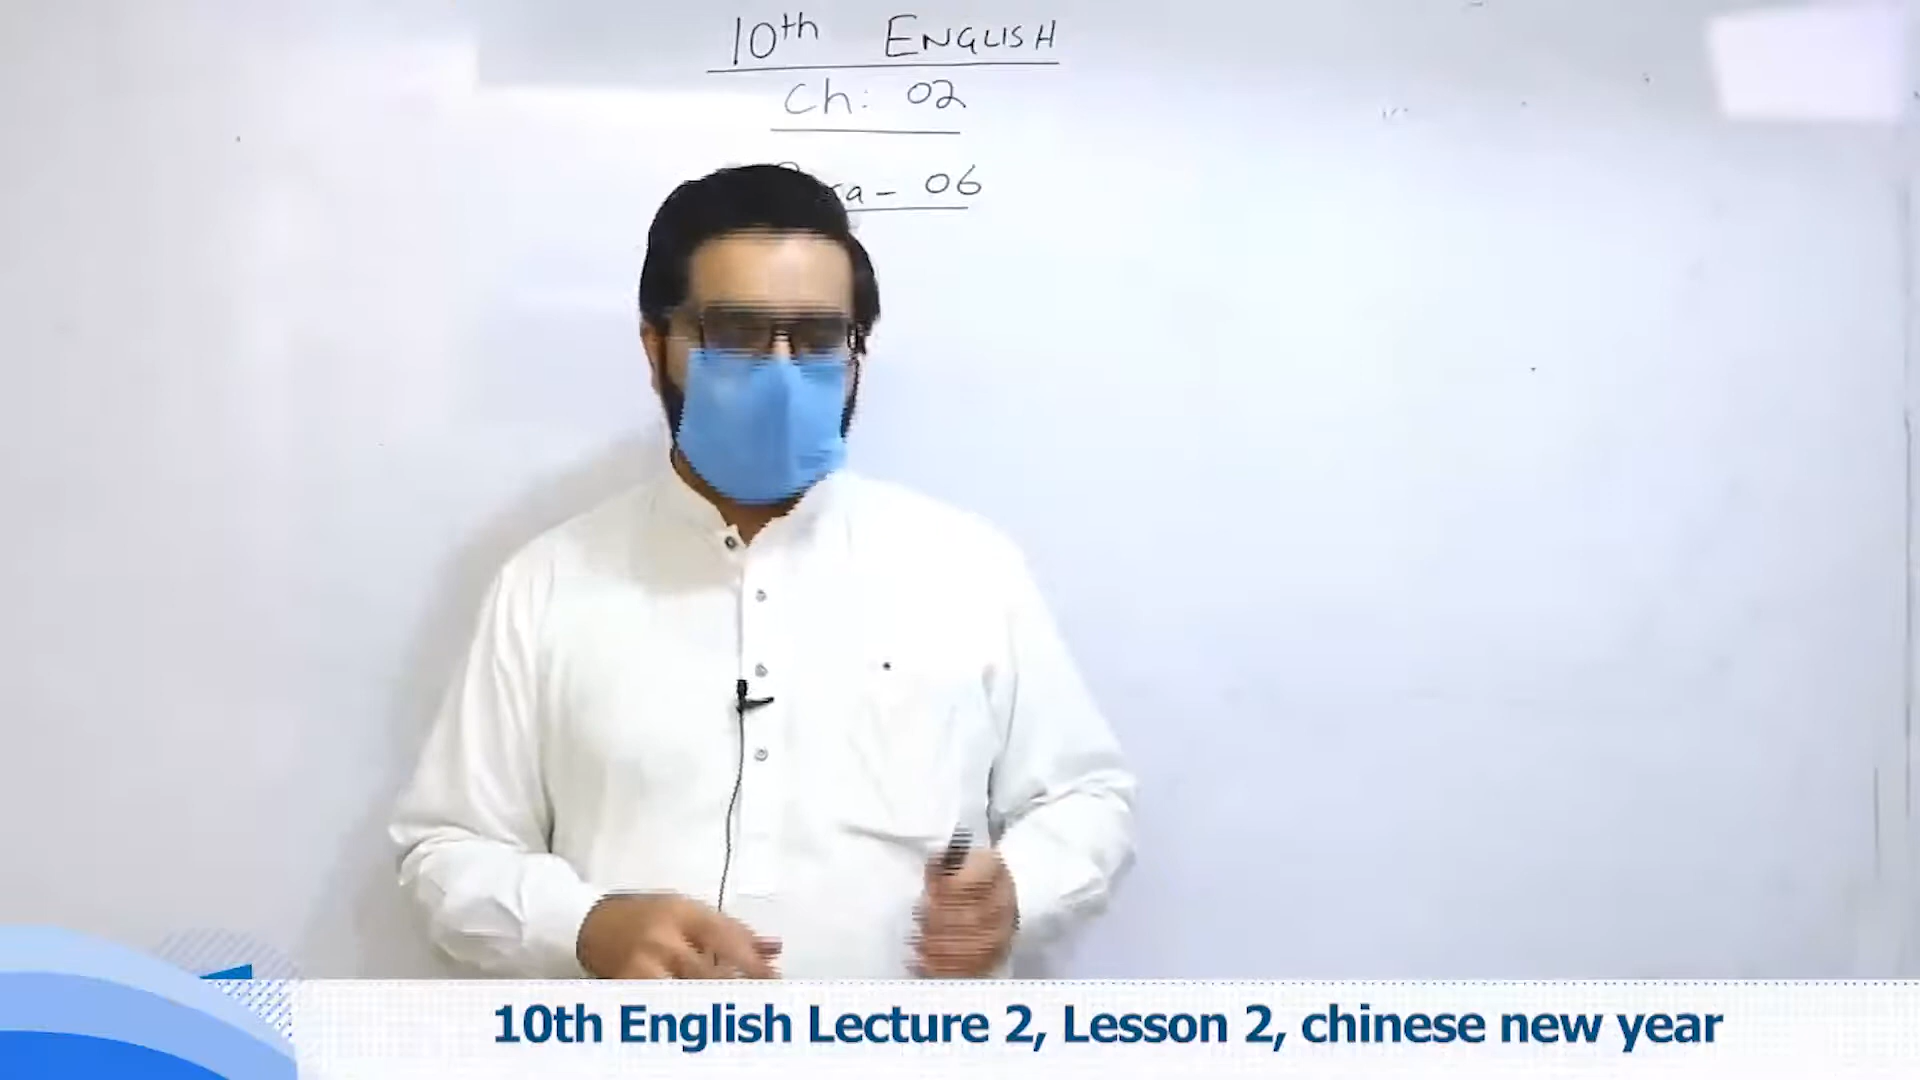 10th ENGLISH
Ch: 02
- 06
10th English Lecture 2, Lesson 2, chinese new year